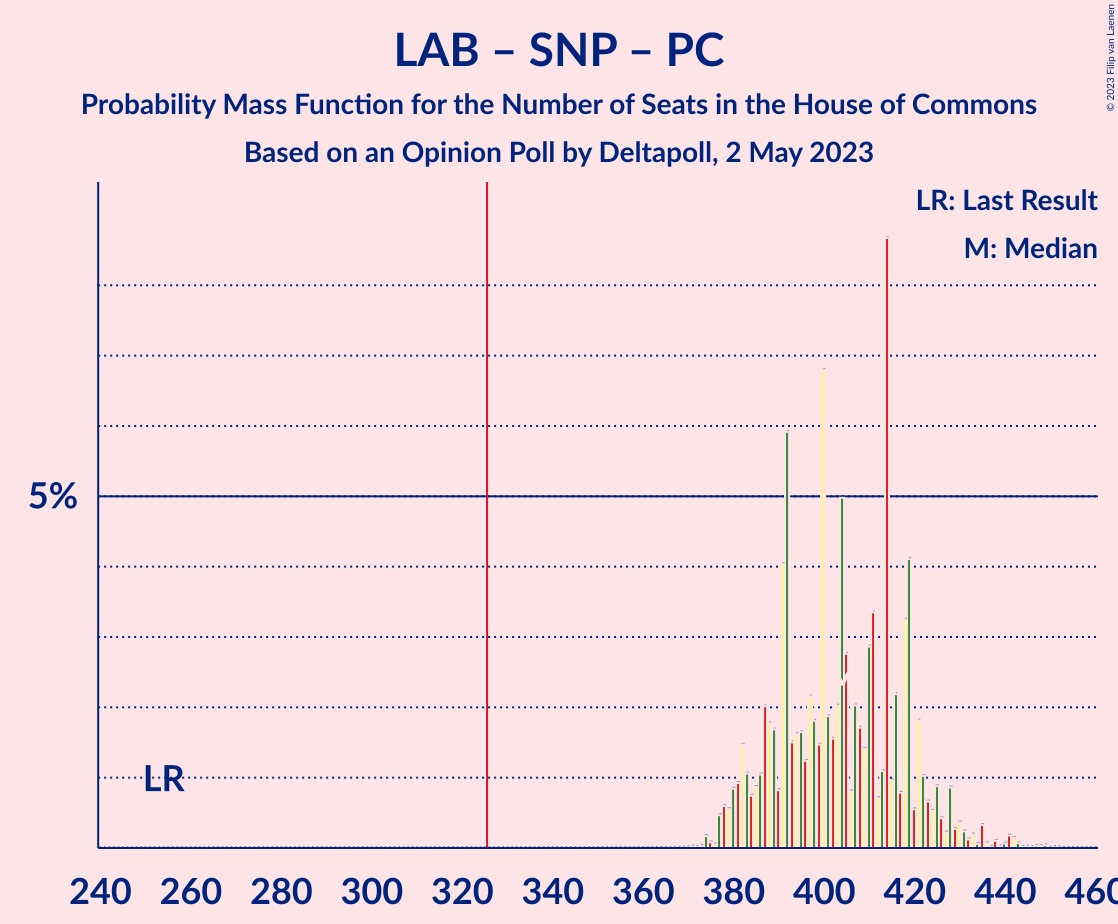 LAB – SNP – PC
Probability Mass Function for the Number of Seats in the House of Commons
Based on an Opinion Poll by Deltapoll, 2 May 2023
© 2023 Filip van Laenen
LR: Last Result
M: Median
5%
LR
240 260 280 300 320 340 360 380 400 420 440 460